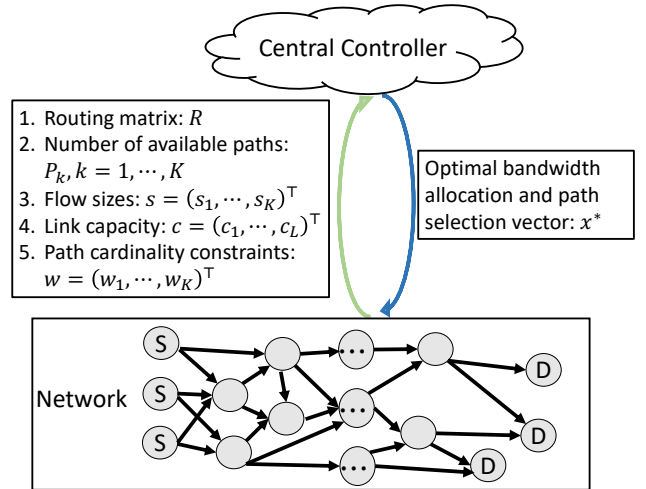 Central Controller
1. Routing matrix: R
2. Number of available paths:
P_k, k = 1, ⋯, K
3. Flow sizes: s = (s_1, ⋯, s_K)^⊤
4. Link capacity: c = (c_1, ⋯, c_L)^⊤
5. Path cardinality constraints:
w = (w_1, ⋯, w_K)^⊤
Optimal bandwidth
allocation and path
selection vector: x*
Network
S
S
S
...
...
...
D
D
D